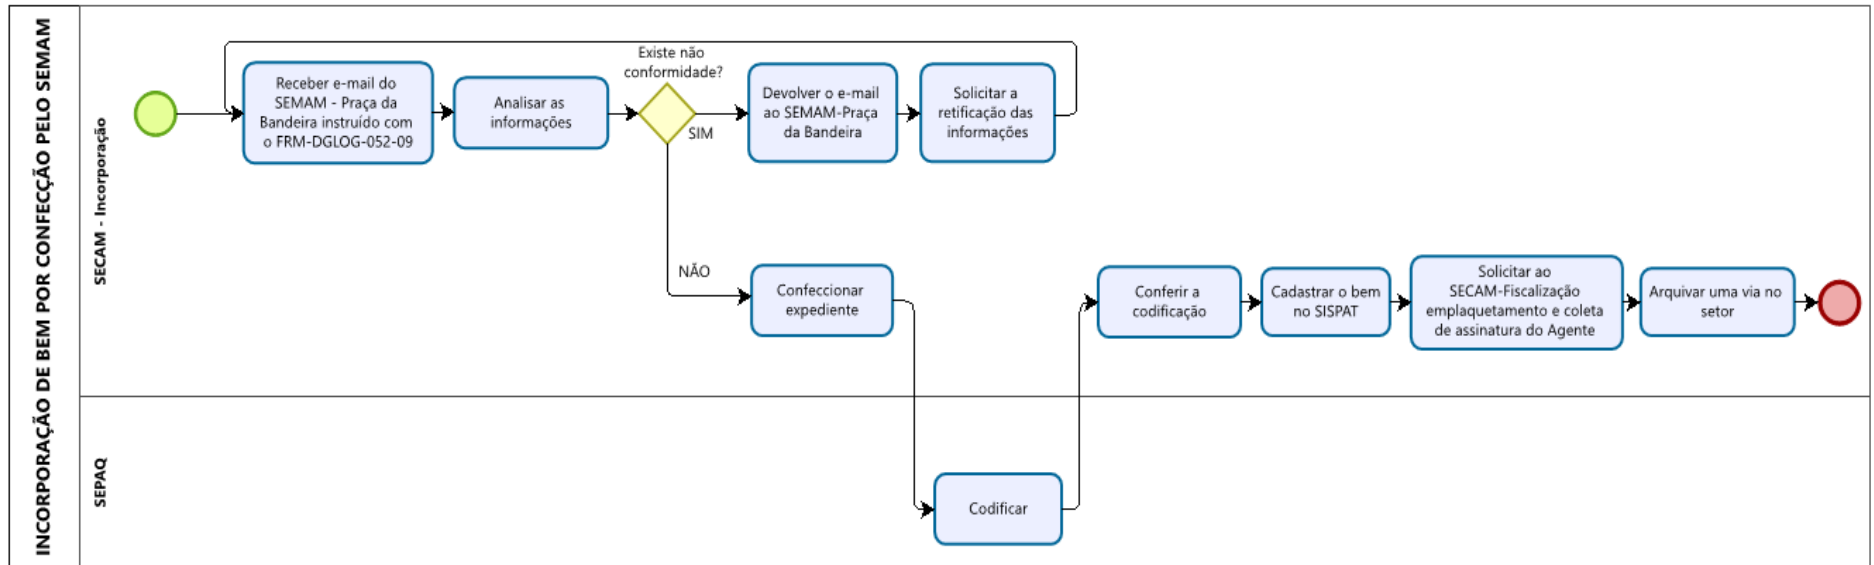 INCORPORAÇÃO DE BEM POR CONFECÇÃO PELO SEMAM
SECAM - Incorporação
Receber e-mail do
SEMAM - Praça da
Bandeira instruído com
o FRM-DGLOG-052-09
Analisar as
informações
Existe não
conformidade?
SIM
Devolver o e-mail
ao SEMAM-Praça
da Bandeira
Solicitar a
retificação das
informações
NÃO
Confeccionar
expediente
Conferir a
codificação
Cadastrar o bem
no SISPAT
Solicitar ao
SECAM-Fiscalização
emplaquetamento e coleta
de assinatura do Agente
Arquivar uma via no
setor
SEPAQ
Codificar